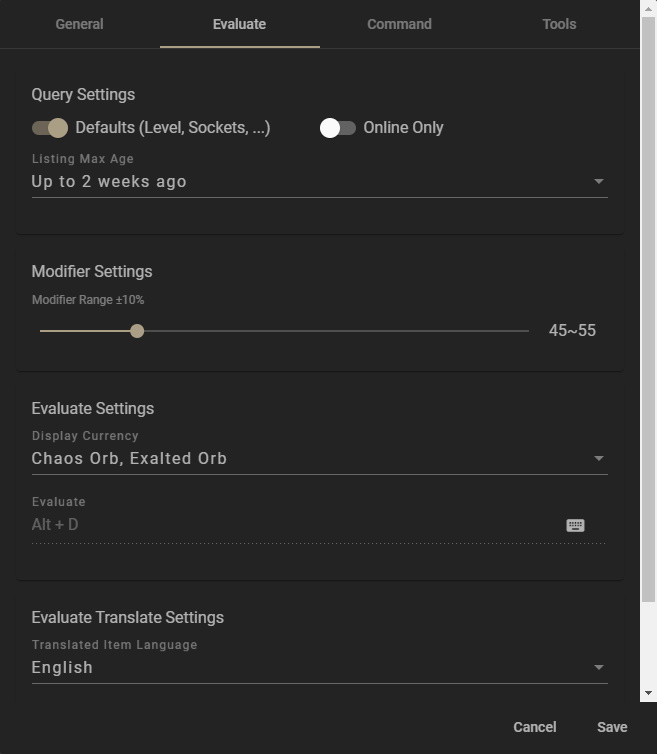 General Evaluate Command Tools
Query Settings
Defaults (Level, Sockets, ...) Online Only
Listing Max Age
Up to 2 weeks ago
Modifier Settings
Modifier Range ±10%
45~55
Evaluate Settings
Display Currency
Chaos Orb, Exalted Orb
Evaluate
Alt + D
Evaluate Translate Settings
Translated Item Language
English
Cancel Save